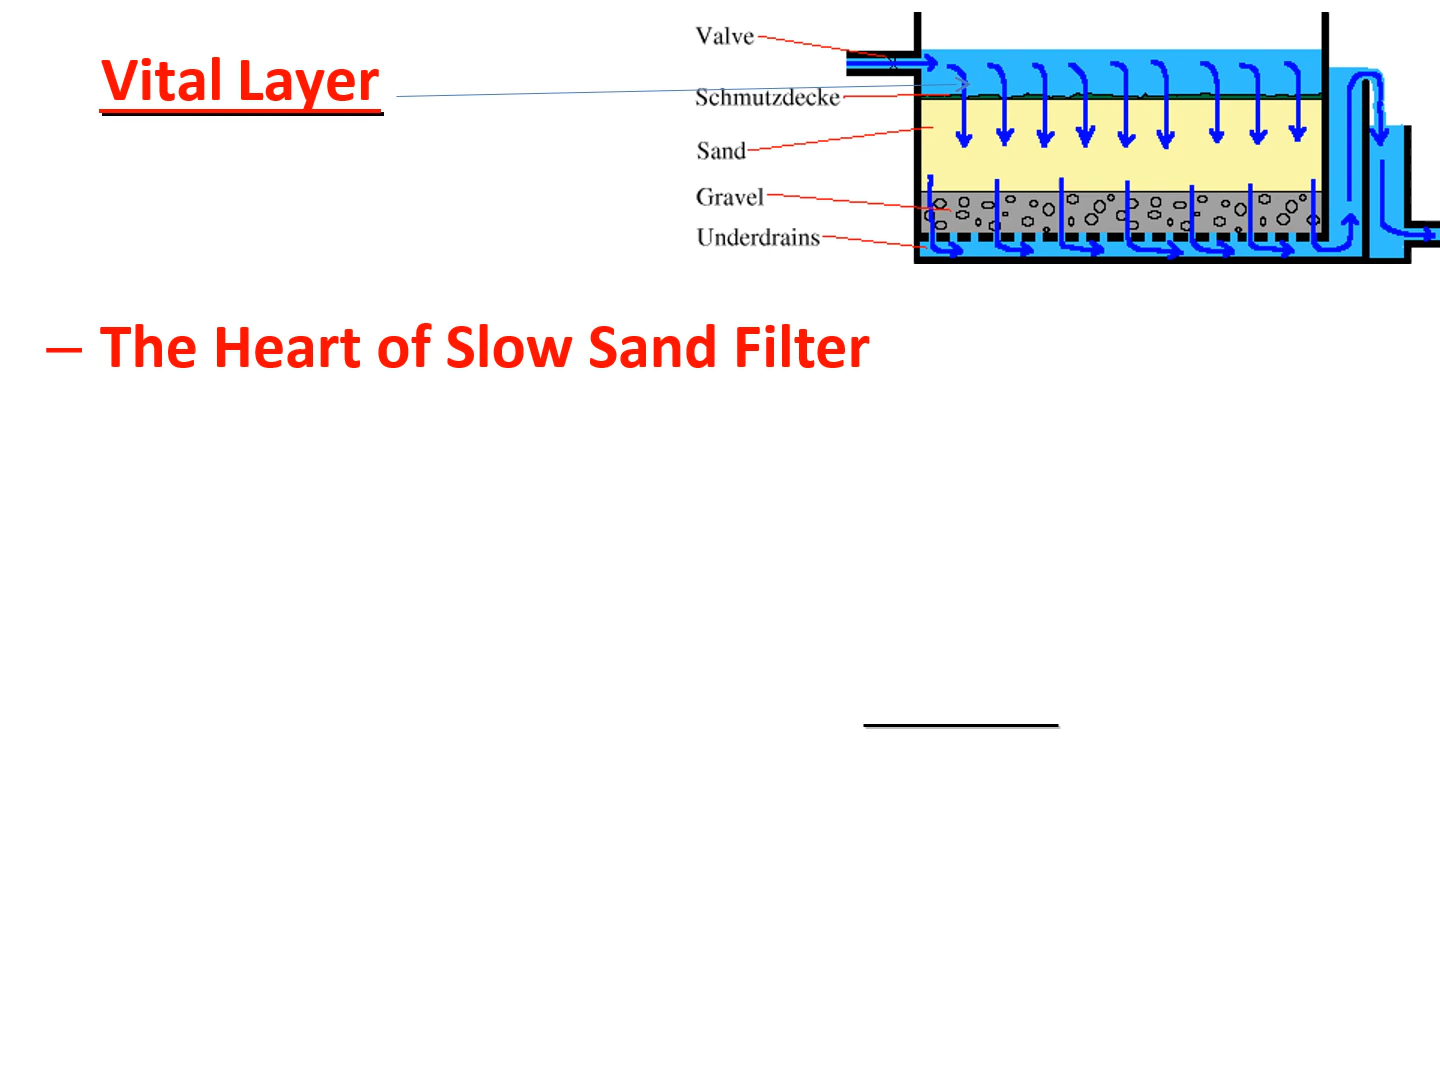 Vital Layer
Valve
Schmutzdecke
Sand
Gravel
Underdrains
– The Heart of Slow Sand Filter